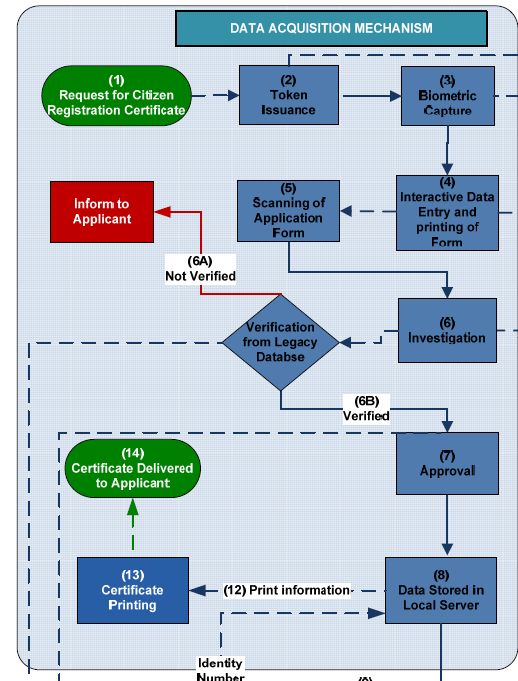 DATA ACQUISITION MECHANISM
(1)
Request for Citizen
Registration Certificate
(2)
Token
Issuance
(3)
Biometric
Capture
(4)
Interactive Data
Entry and
printing of
Form
(5)
Scanning of
Application
Form
Inform to
Applicant
(6A)
Not Verified
(6)
Investigation
Verification
from Legacy
Databse
(6B)
Verified
(7)
Approval
(14)
Certificate Delivered
to Applicant
(13)
Certificate
Printing
(12) Print information
(8)
Data Stored in
Local Server
Identity
Number